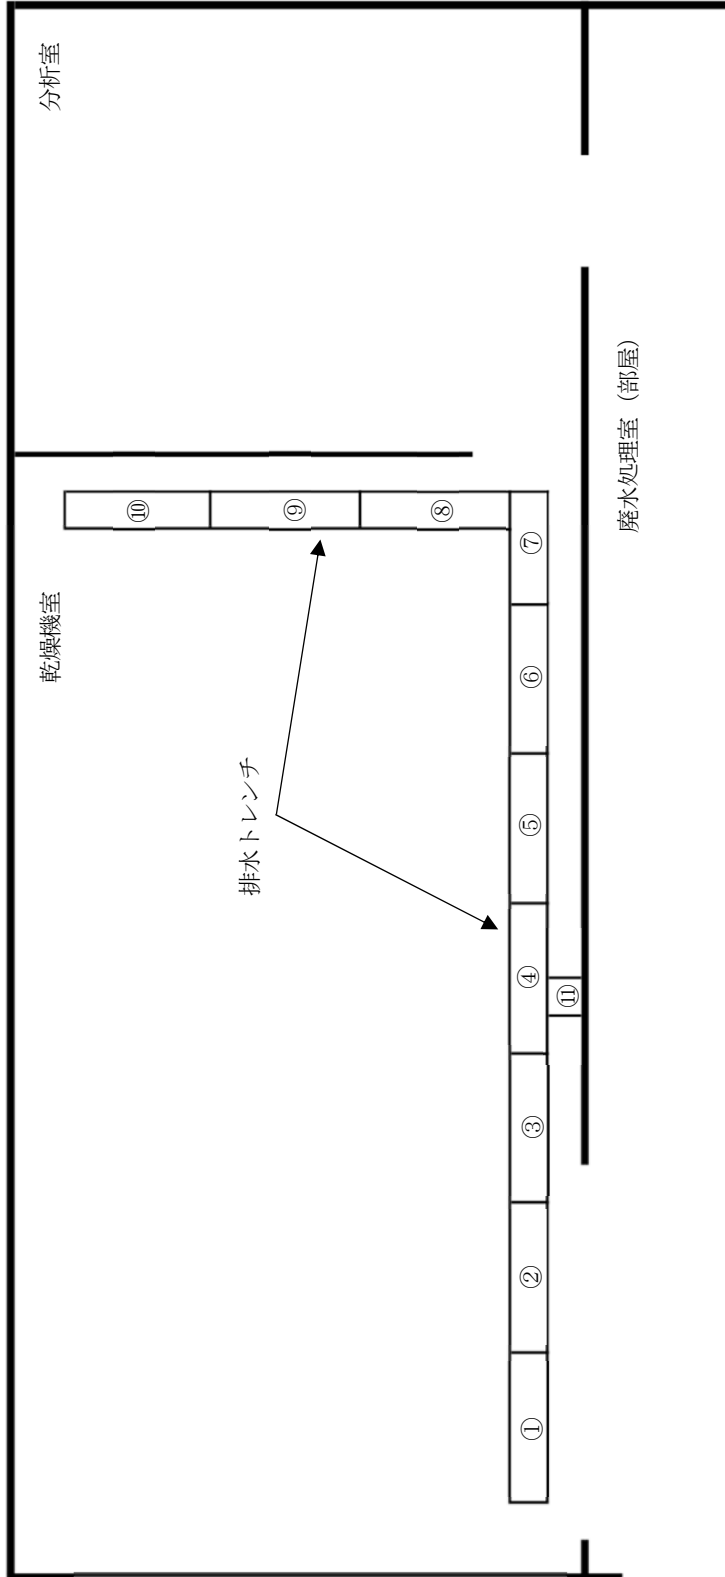 分析室
廃水処理室（部屋）
乾燥機室
排水トレンチ
⑩
⑨
⑧
⑦
⑥
⑤
④
⑪
③
②
①